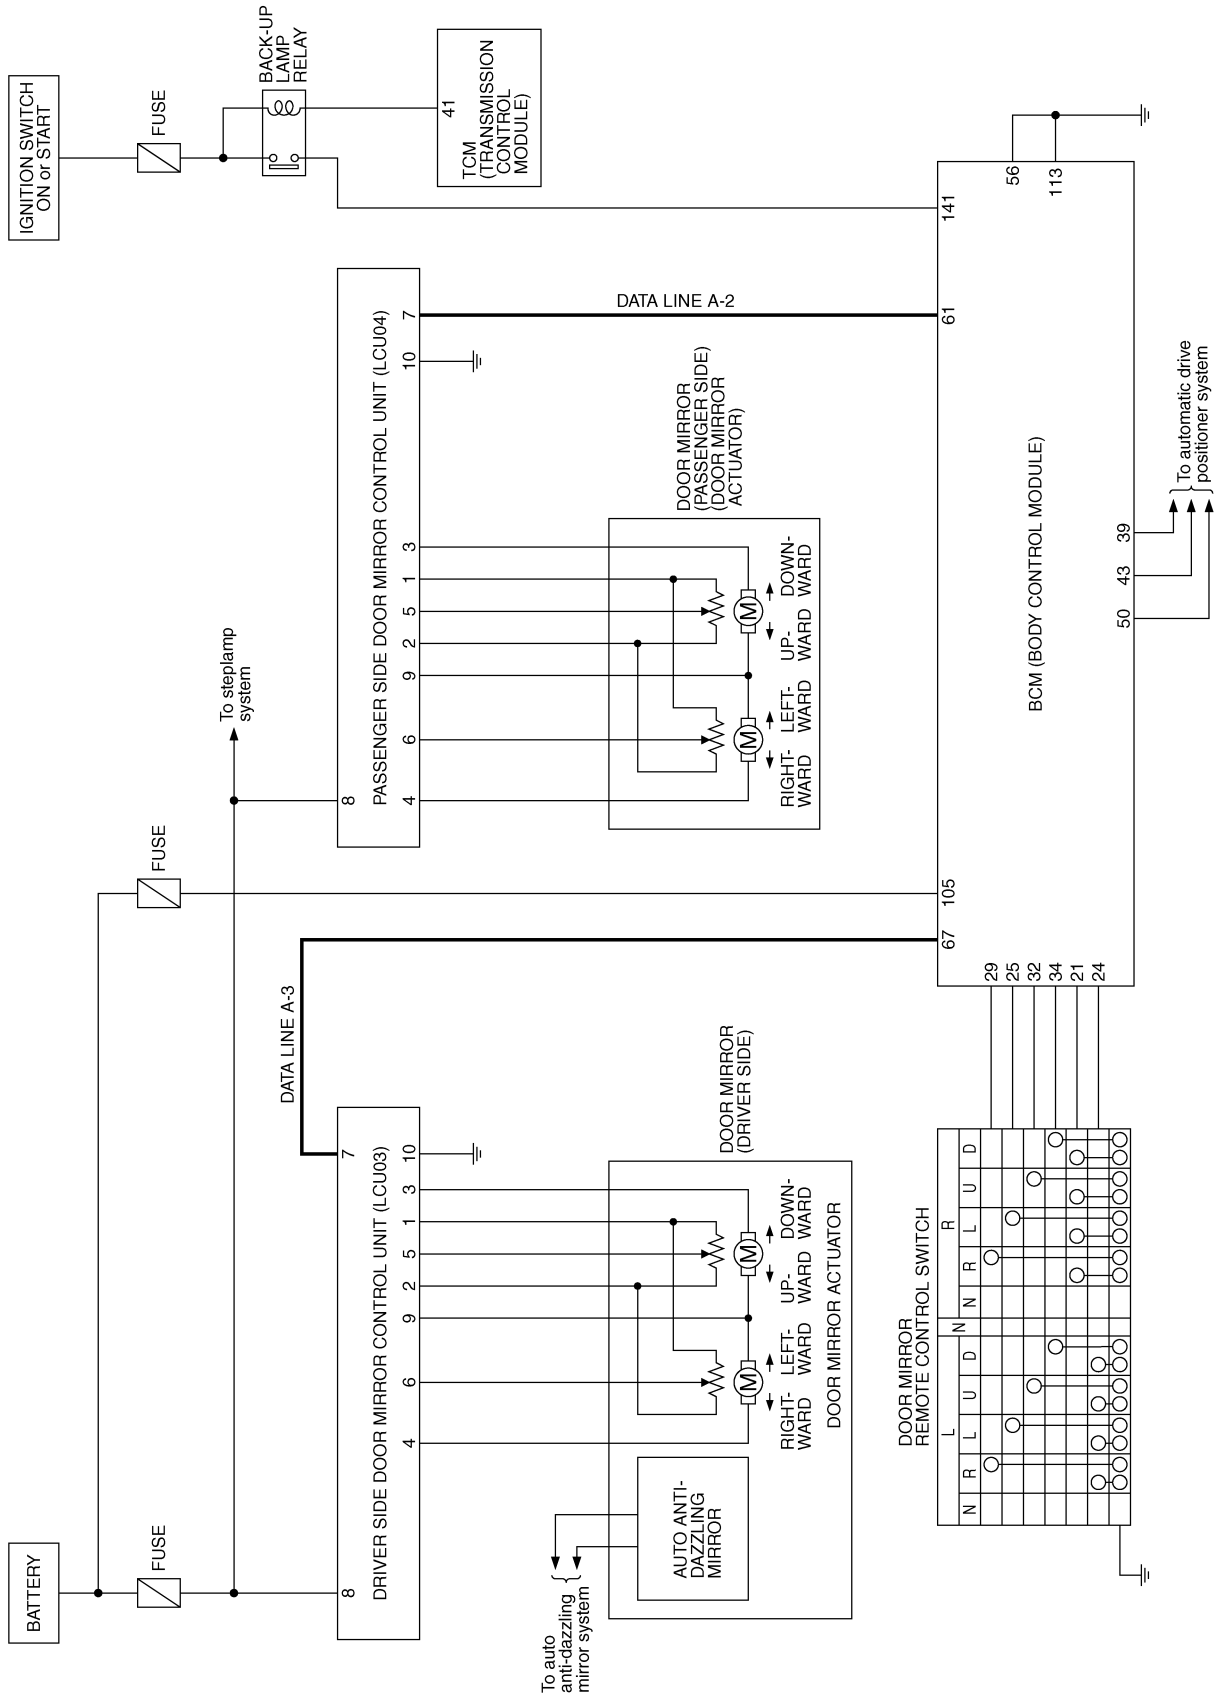 BATTERY
FUSE
FUSE
IGNITION SWITCH
ON or START
FUSE
BACK-UP
LAMP
RELAY
To steplamp
system
41
TCM
(TRANSMISSION
CONTROL
MODULE)
DATA LINE A-3
DATA LINE A-2
8
7
DRIVER SIDE DOOR MIRROR CONTROL UNIT (LCU03)
4
6
9
2
5
1
3
10
8
PASSENGER SIDE DOOR MIRROR CONTROL UNIT (LCU04)
4
6
9
2
5
1
3
10
7
To auto
anti-dazzling
mirror system
AUTO ANTI-
DAZZLING
MIRROR
DOOR MIRROR
(DRIVER SIDE)
M
M
RIGHT-
WARD
LEFT-
WARD
UP-
WARD
DOWN-
WARD
DOOR MIRROR ACTUATOR
DOOR MIRROR
(PASSENGER SIDE)
(DOOR MIRROR
ACTUATOR)
M
M
RIGHT-
WARD
LEFT-
WARD
UP-
WARD
DOWN-
WARD
DOOR MIRROR
REMOTE CONTROL SWITCH
L
N
R
N
R
L
U
D
N
R
L
U
D
29
25
32
34
21
24
67
105
61
141
56
113
BCM (BODY CONTROL MODULE)
50
43
39
To automatic drive
positioner system